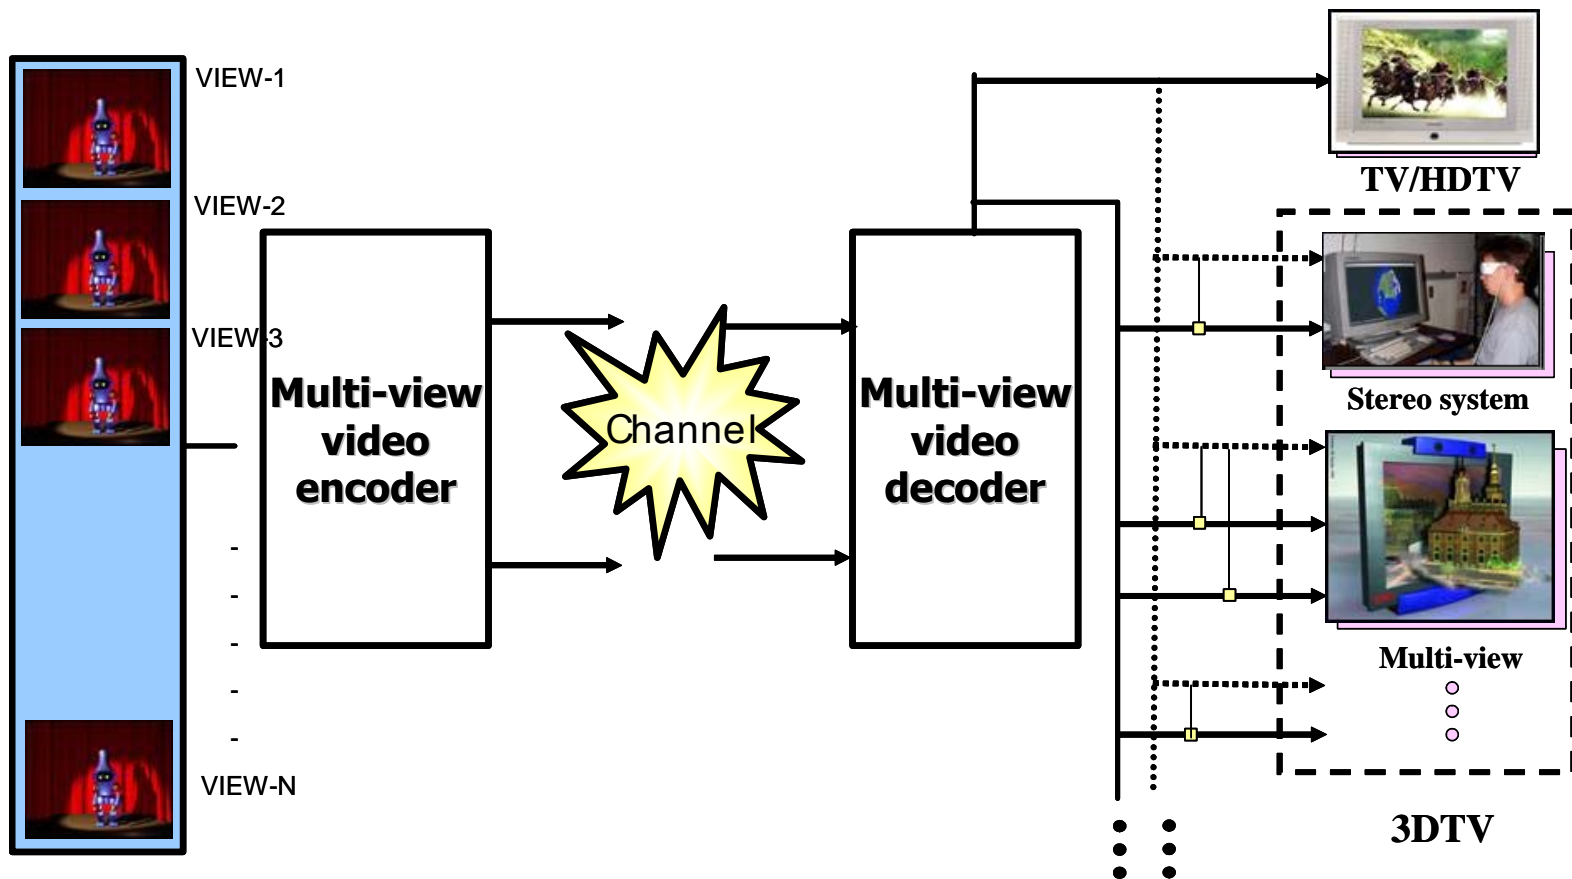 VIEW-1
VIEW-2
VIEW-3
-
-
-
-
-
VIEW-N
Multi-view
video
encoder
Channel
Multi-view
video
decoder
TV/HDTV
Stereo system
Multi-view
3DTV